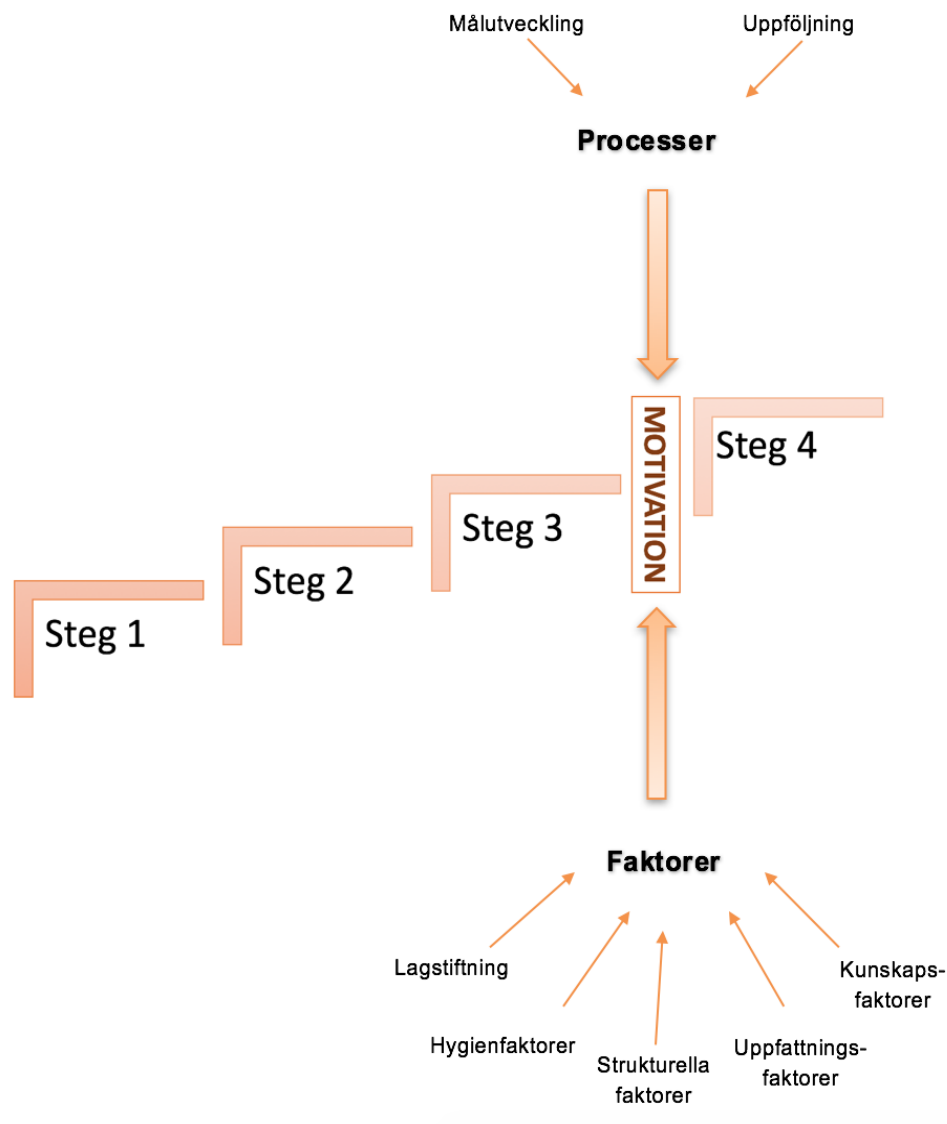 Målutveckling
Uppföljning
Processer
MOTIVATION
Steg 4
Steg 3
Steg 2
Steg 1
Faktorer
Lagstiftning
Kunskaps-
faktorer
Hygienfaktorer
Uppfattnings-
faktorer
Strukturella
faktorer